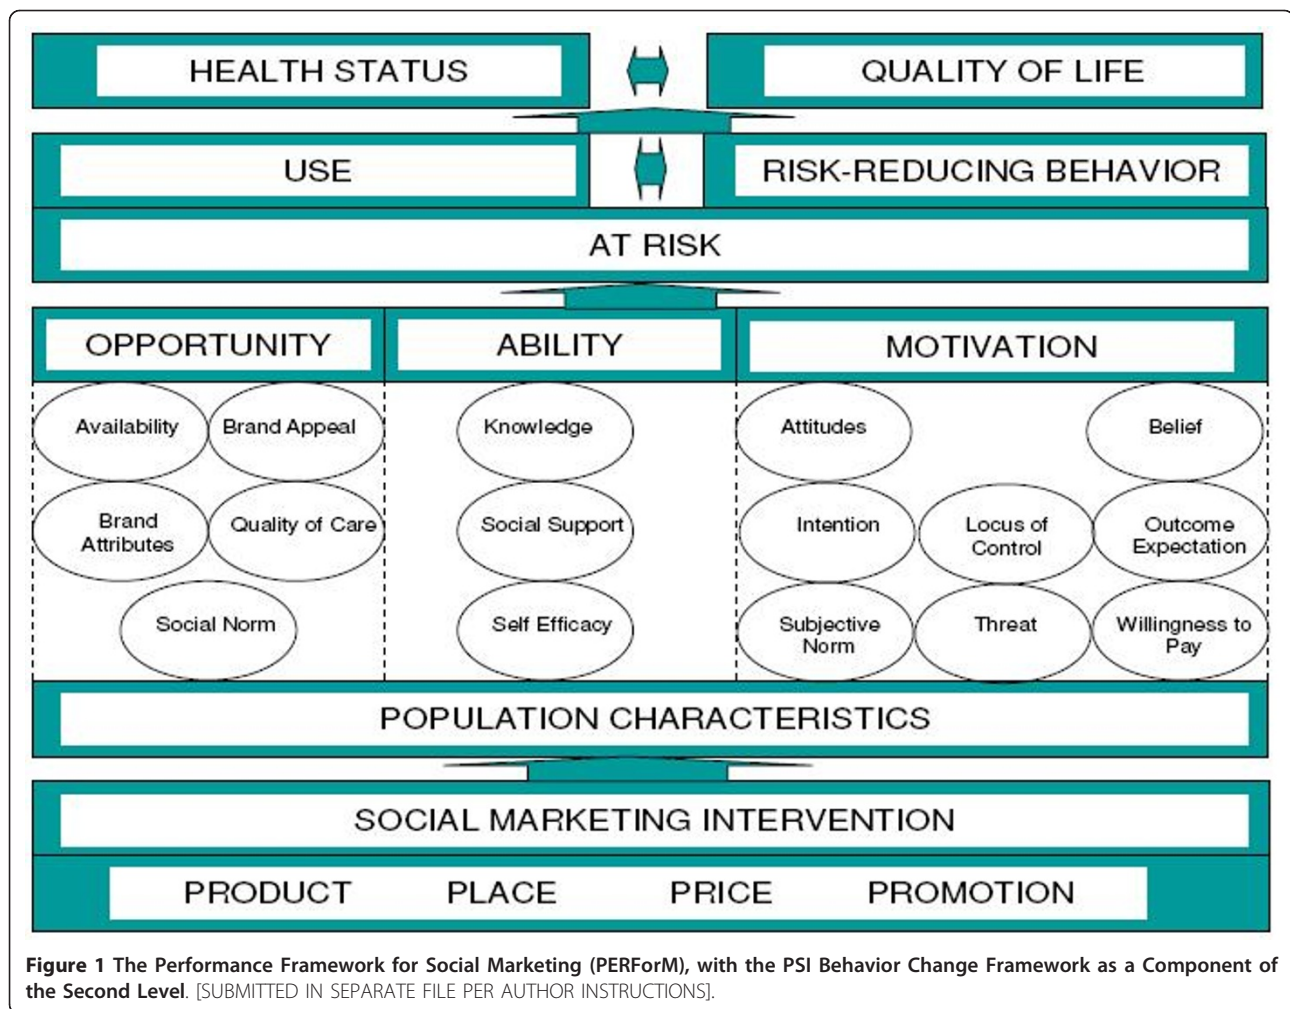 HEALTH STATUS
QUALITY OF LIFE
USE
RISK-REDUCING BEHAVIOR
AT RISK
OPPORTUNITY
ABILITY
MOTIVATION
Availability
Brand Appeal
Knowledge
Attitudes
Belief
Brand
Attributes
Quality of Care
Social Support
Intention
Locus of
Control
Outcome
Expectation
Social Norm
Self Efficacy
Subjective
Norm
Threat
Willingness to
Pay
POPULATION CHARACTERISTICS
SOCIAL MARKETING INTERVENTION
PRODUCT PLACE PRICE PROMOTION
Figure 1 The Performance Framework for Social Marketing (PERForM), with the PSI Behavior Change Framework as a Component of
the Second Level. [SUBMITTED IN SEPARATE FILE PER AUTHOR INSTRUCTIONS].